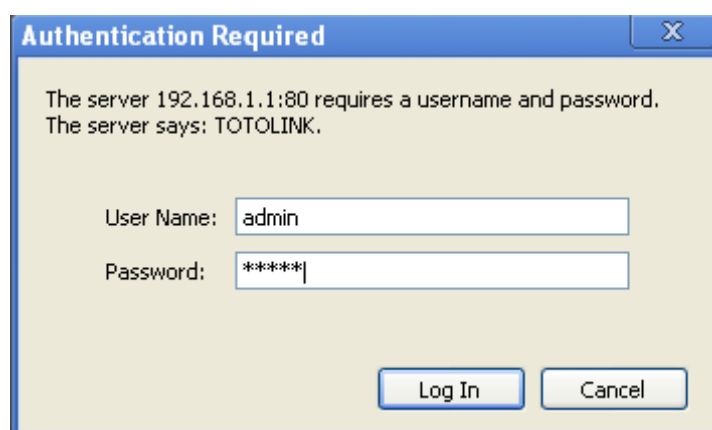 Authentication Required
The server 192.168.1.1:80 requires a username and password.
The server says: TOTOLINK.
User Name: admin
Password: *****
Log In Cancel